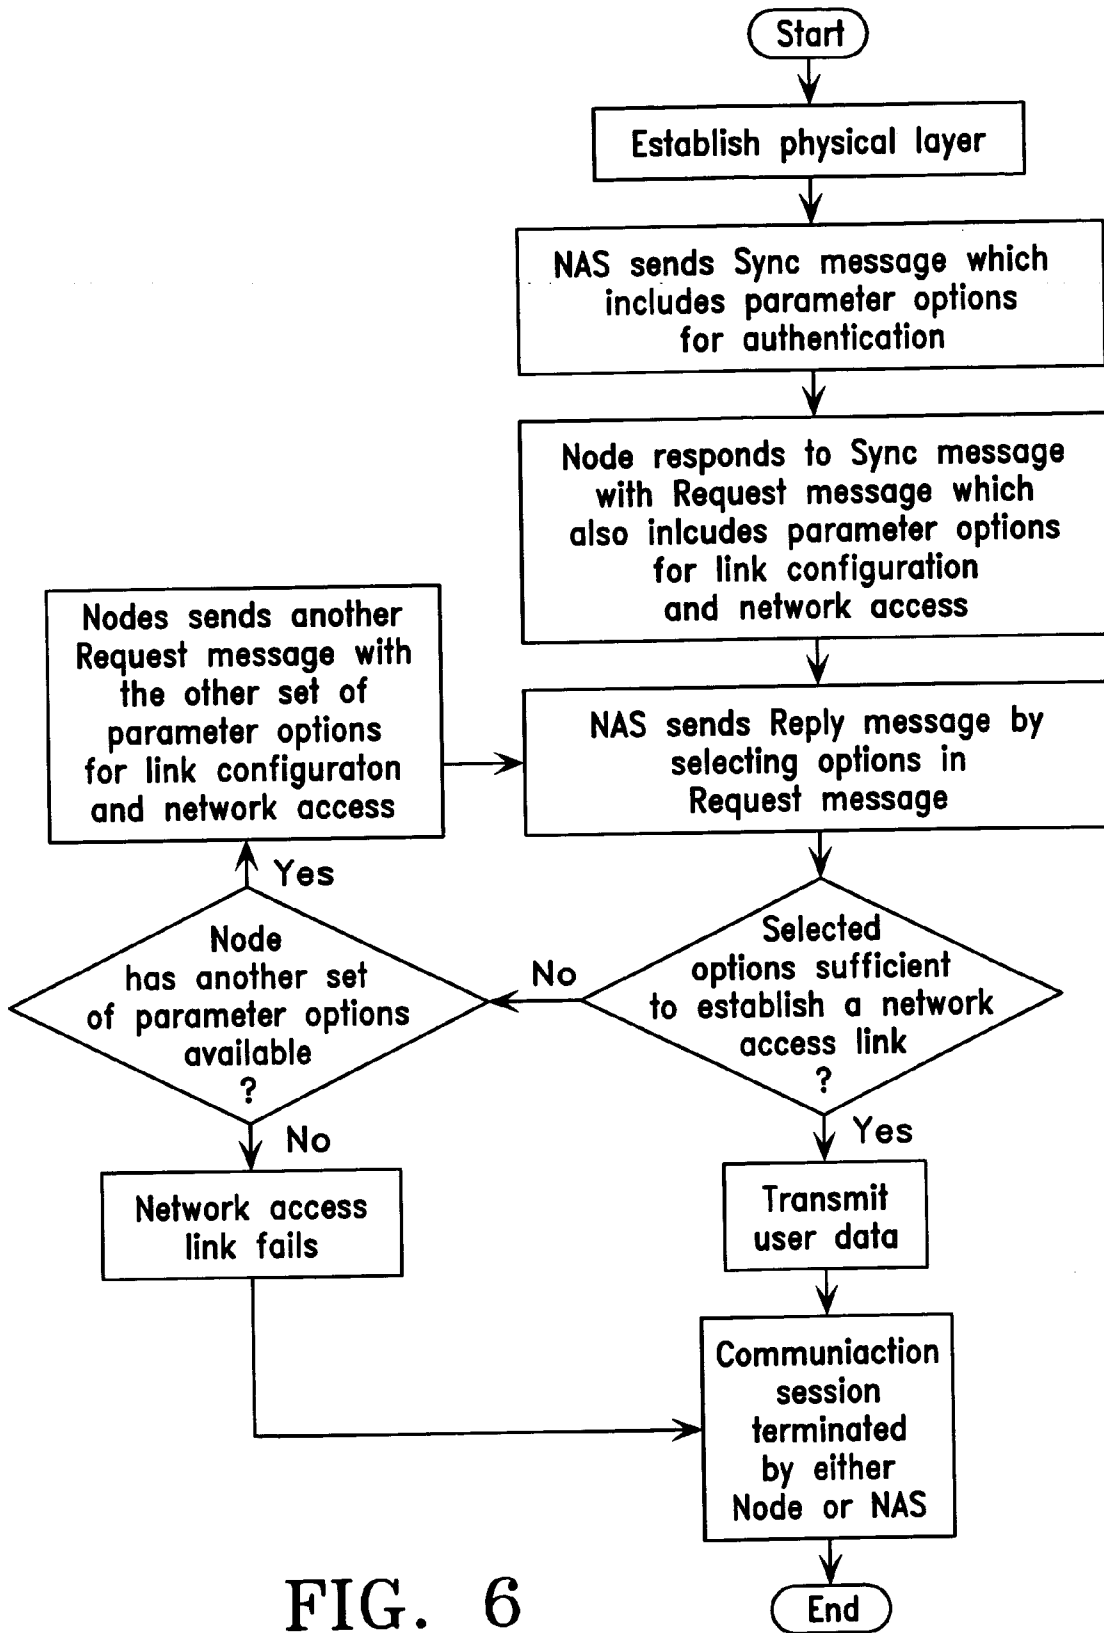 Start
Establish physical layer
NAS sends Sync message which
includes parameter options
for authentication
Node responds to Sync message
with Request message which
also inlcudes parameter options
for link configuration
and network access
Nodes sends another
Request message with
the other set of
parameter options
for link configuraton
and network access
NAS sends Reply message by
selecting options in
Request message
Yes
Node
has another set
of parameter options
available
?
No
Selected
options sufficient
to establish a network
access link
?
No
Yes
Network access
link fails
Transmit
user data
Communiaction
session
terminated
by either
Node or NAS
End
FIG. 6